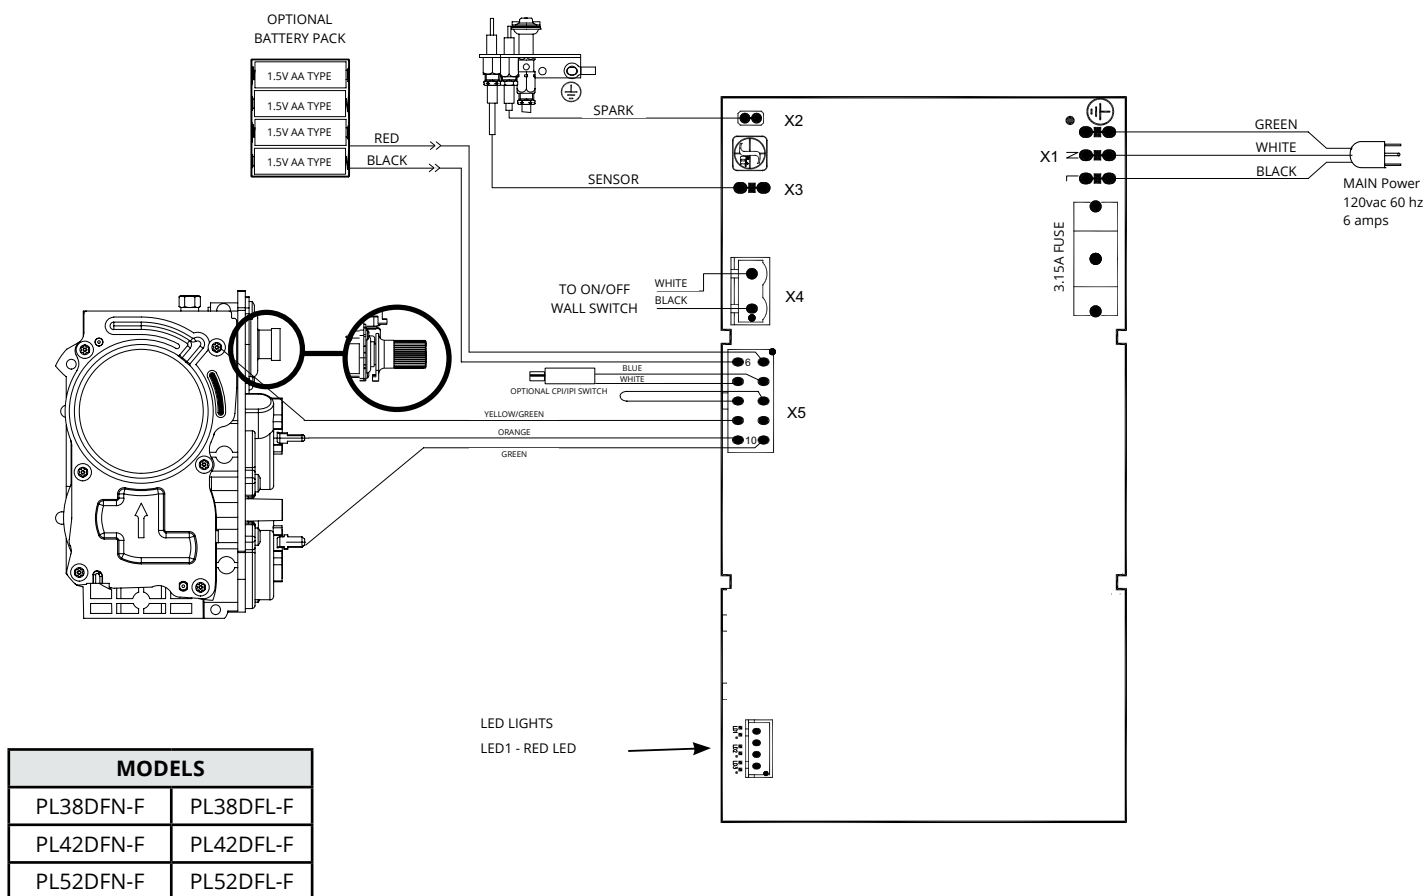 OPTIONAL
BATTERY PACK
1.5V AA TYPE
1.5V AA TYPE
1.5V AA TYPE
1.5V AA TYPE
RED
BLACK
SPARK
SENSOR
X2
X3
X1
N
L
GREEN
WHITE
BLACK
MAIN Power
120vac 60 hz
6 amps
3.15A FUSE
TO ON/OFF
WALL SWITCH
WHITE
BLACK
X4
BLUE
WHITE
OPTIONAL CPI/IPI SWITCH
YELLOW/GREEN
ORANGE
GREEN
6
10
X5
LED LIGHTS
LED1 - RED LED
MODELS
PL38DFN-F PL38DFL-F
PL42DFN-F PL42DFL-F
PL52DFN-F PL52DFL-F